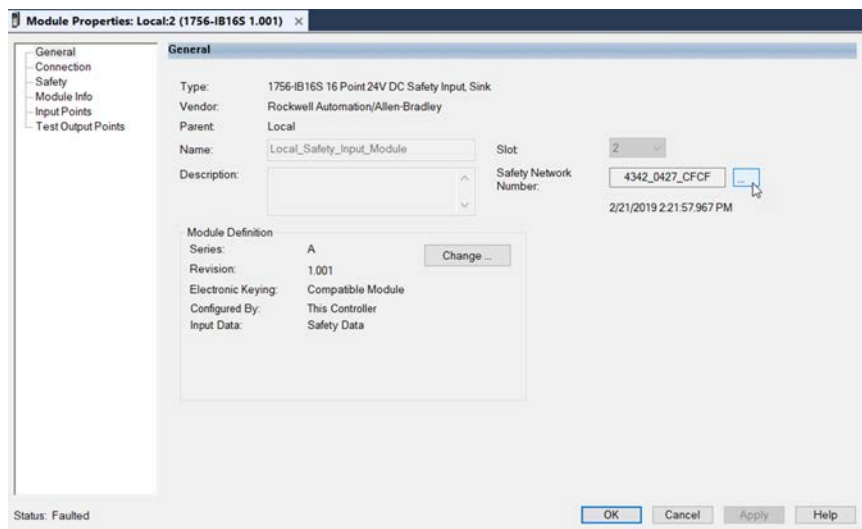 Module Properties: Local:2 (1756-IB16S 1.001) ×
General
Connection
Safety
Module Info
Input Points
Test Output Points
General
Type: 1756-IB16S 16 Point 24V DC Safety Input, Sink
Vendor: Rockwell Automation/Allen-Bradley
Parent: Local
Name: Local_Safety_Input_Module
Slot: 2
Description:
Safety Network Number: 4342_0427_CFCF ...
2/21/2019 2:21:57.967 PM
Module Definition
Series: A
Change ...
Revision: 1.001
Electronic Keying: Compatible Module
Configured By: This Controller
Input Data: Safety Data
Status: Faulted
OK Cancel Apply Help